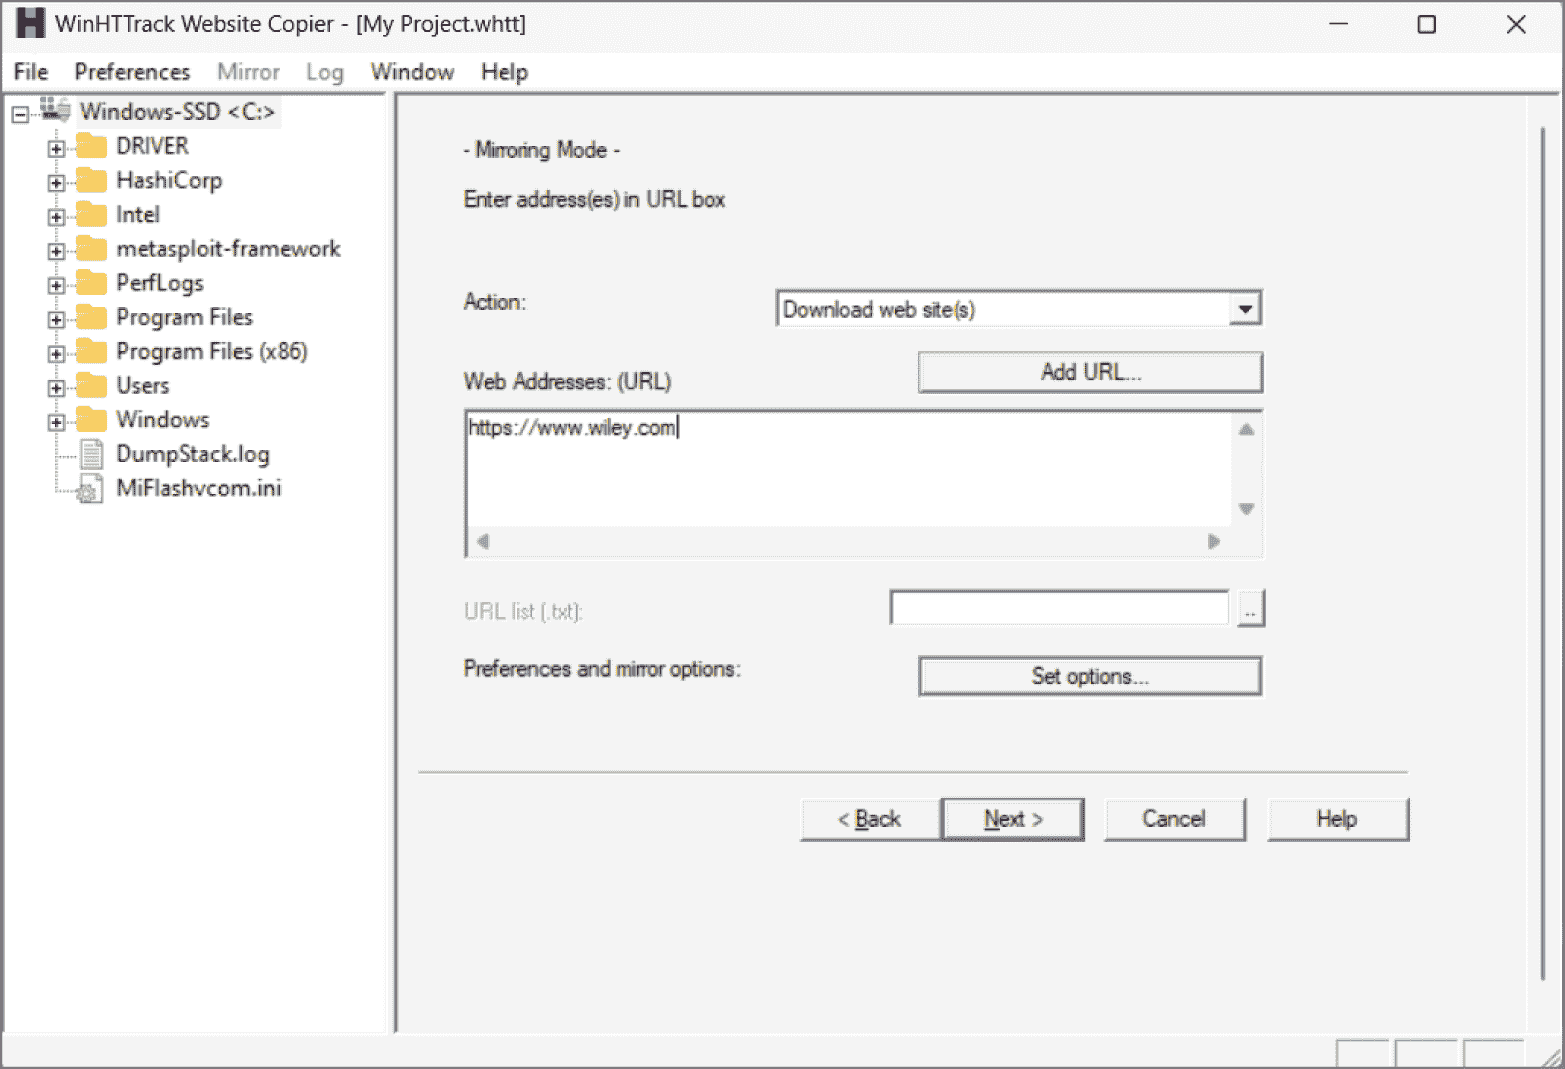 WinHTTrack Website Copier - [My Project.whtt]
File Preferences Mirror Log Window Help
Windows-SSD <C:>
DRIVER
HashiCorp
Intel
metasploit-framework
PerfLogs
Program Files
Program Files (x86)
Users
Windows
DumpStack.log
MiFlashvcom.ini
- Mirroring Mode -
Enter address(es) in URL box
Action:
Download web site(s)
Web Addresses: (URL)
Add URL...
https://www.wiley.com
URL list (.txt):
..
Preferences and mirror options:
Set options...
< Back
Next >
Cancel
Help